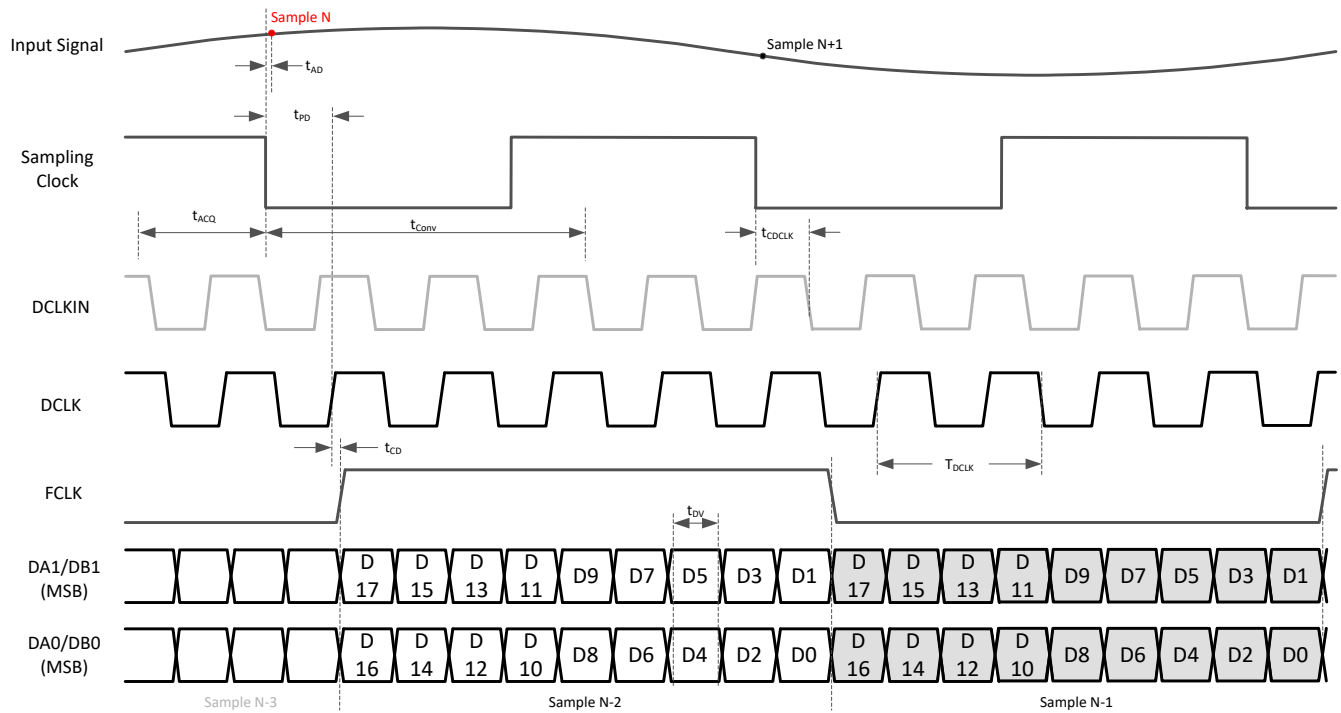 Sample N
Input Signal
Sample N+1
tAD
tPD
Sampling
Clock
tACQ
tConv
tCDCLK
DCLKIN
DCLK
tCD
TDCLK
FCLK
tDV
DA1/DB1
(MSB)
D
17
D
15
D
13
D
11
D9
D7
D5
D3
D1
D
17
D
15
D
13
D
11
D9
D7
D5
D3
D1
DA0/DB0
(MSB)
D
16
D
14
D
12
D
10
D8
D6
D4
D2
D0
D
16
D
14
D
12
D
10
D8
D6
D4
D2
D0
Sample N-3
Sample N-2
Sample N-1